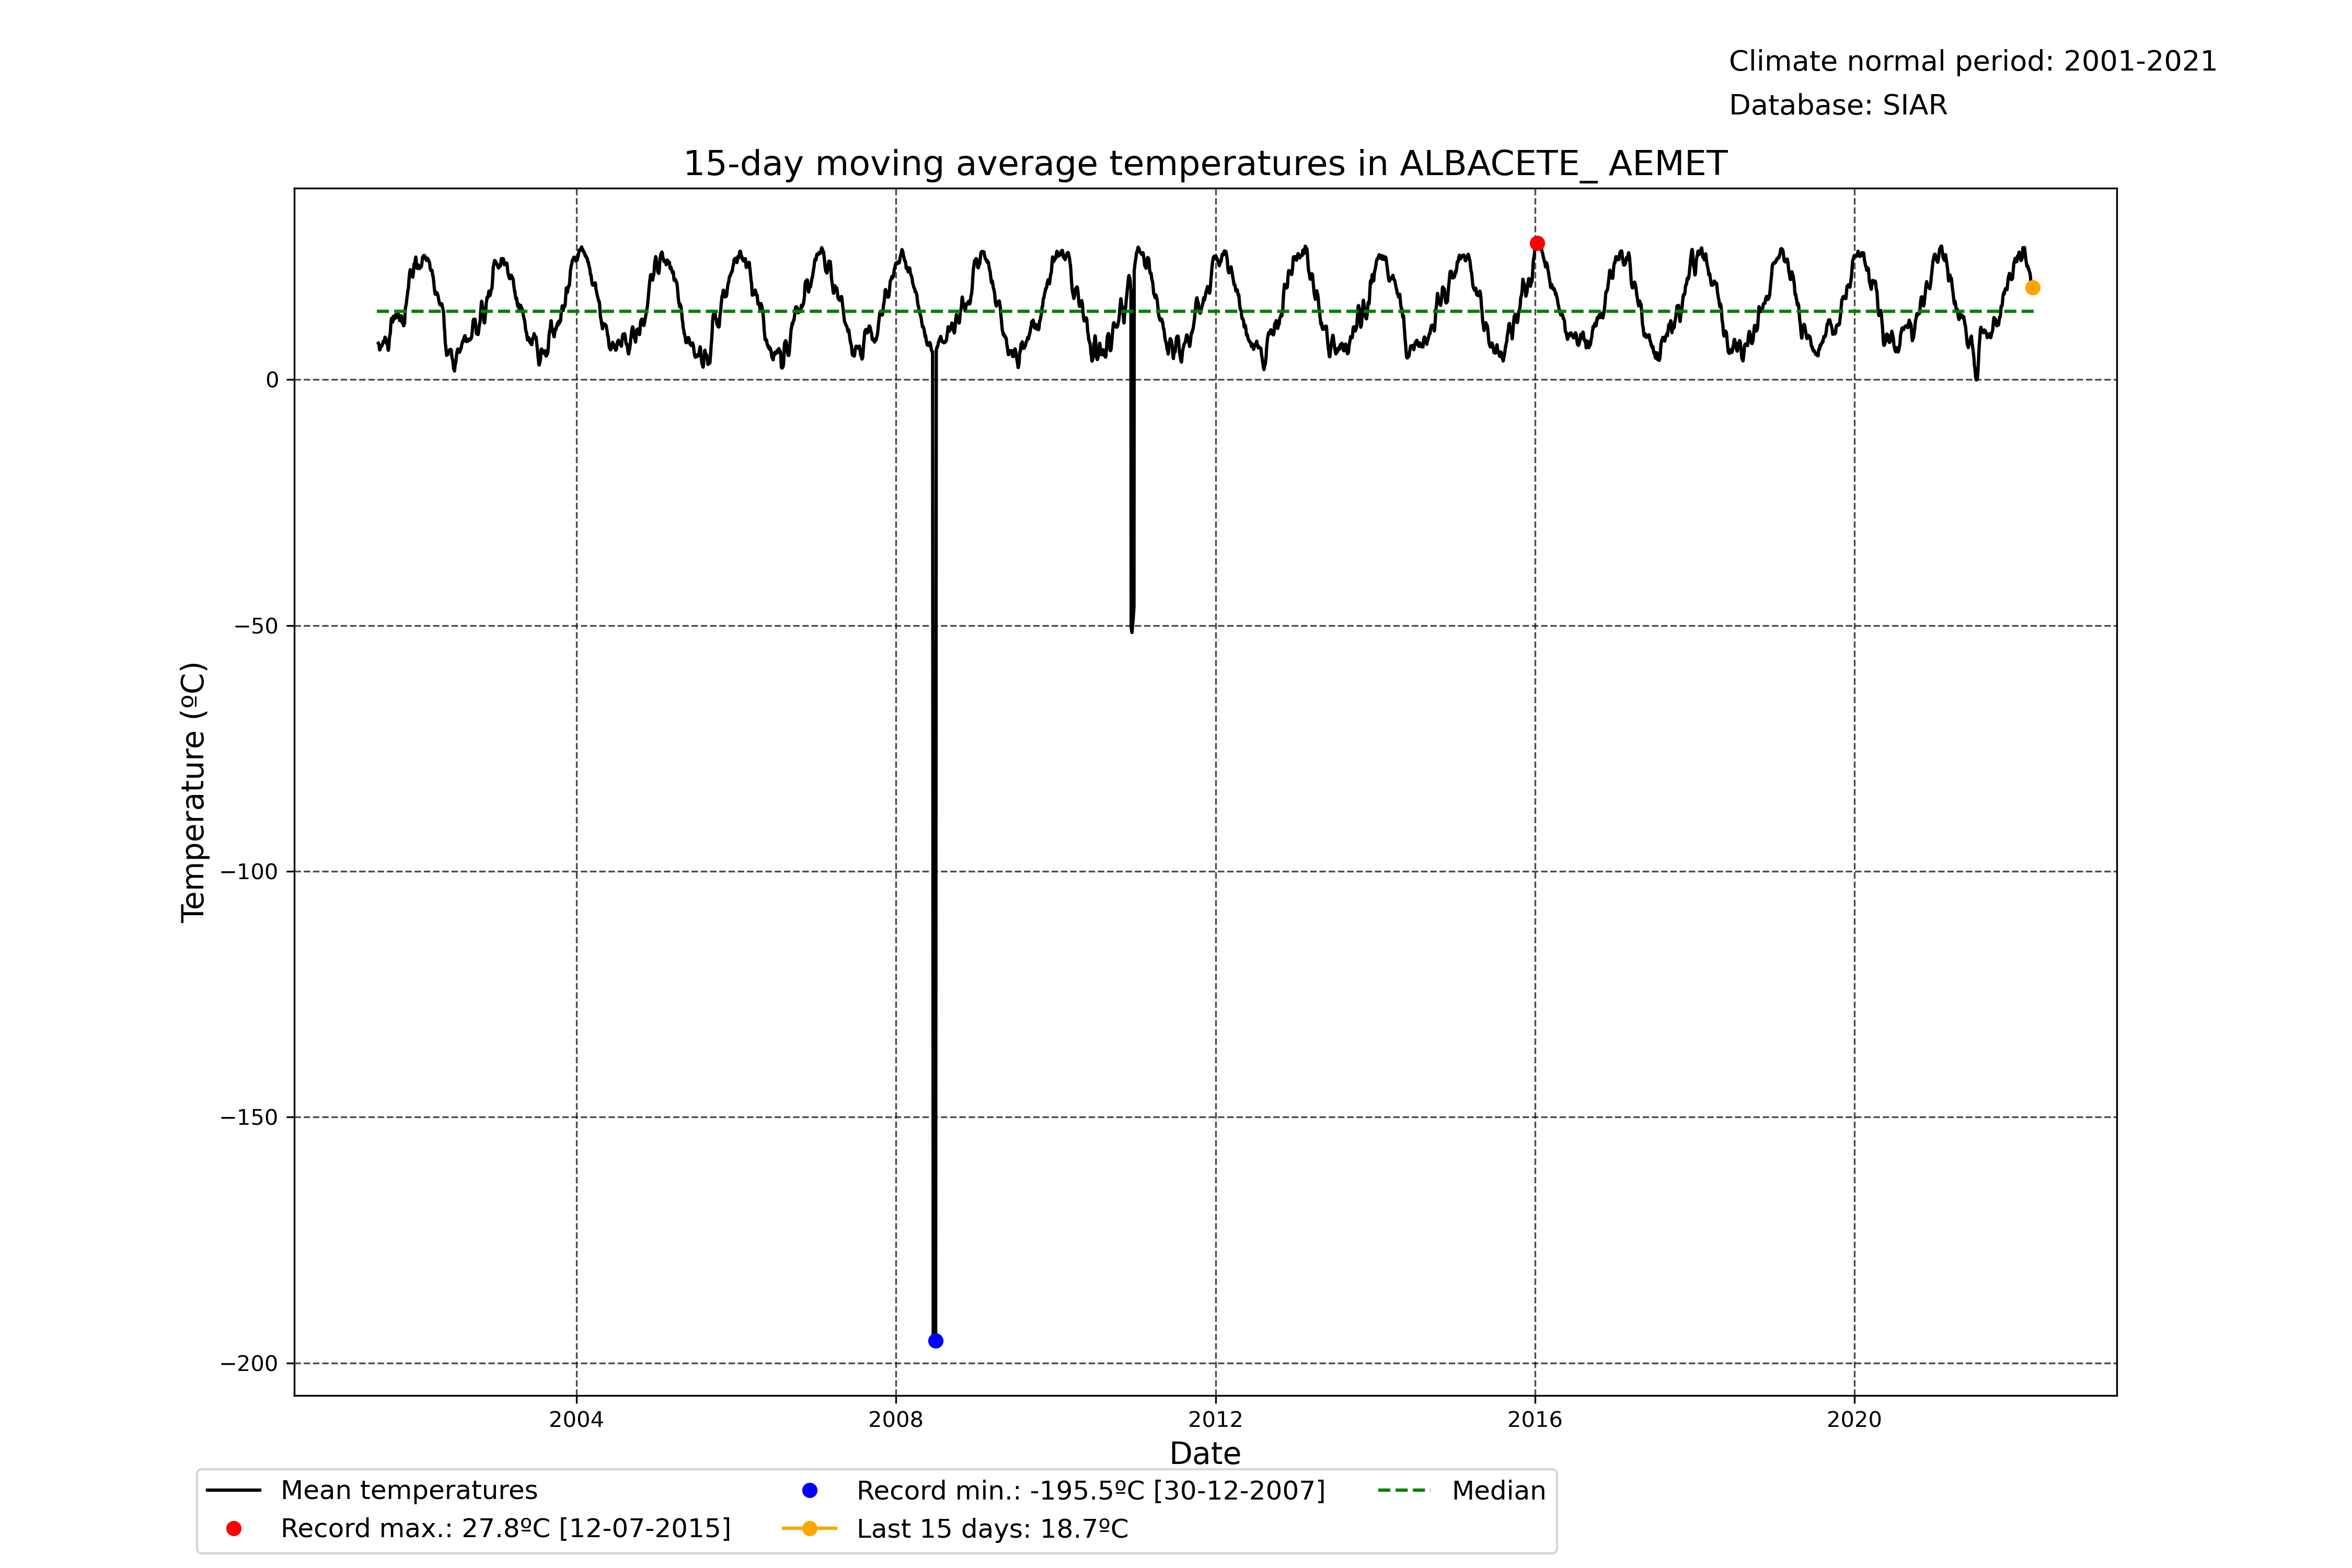 Climate normal period: 2001-2021
Database: SIAR
15-day moving average temperatures in ALBACETE_ AEMET
Temperature (ºC)
0
−50
−100
−150
−200
2004
2008
2012
2016
2020
Date
Mean temperatures
Record max.: 27.8ºC [12-07-2015]
Record min.: -195.5ºC [30-12-2007]
Last 15 days: 18.7ºC
Median